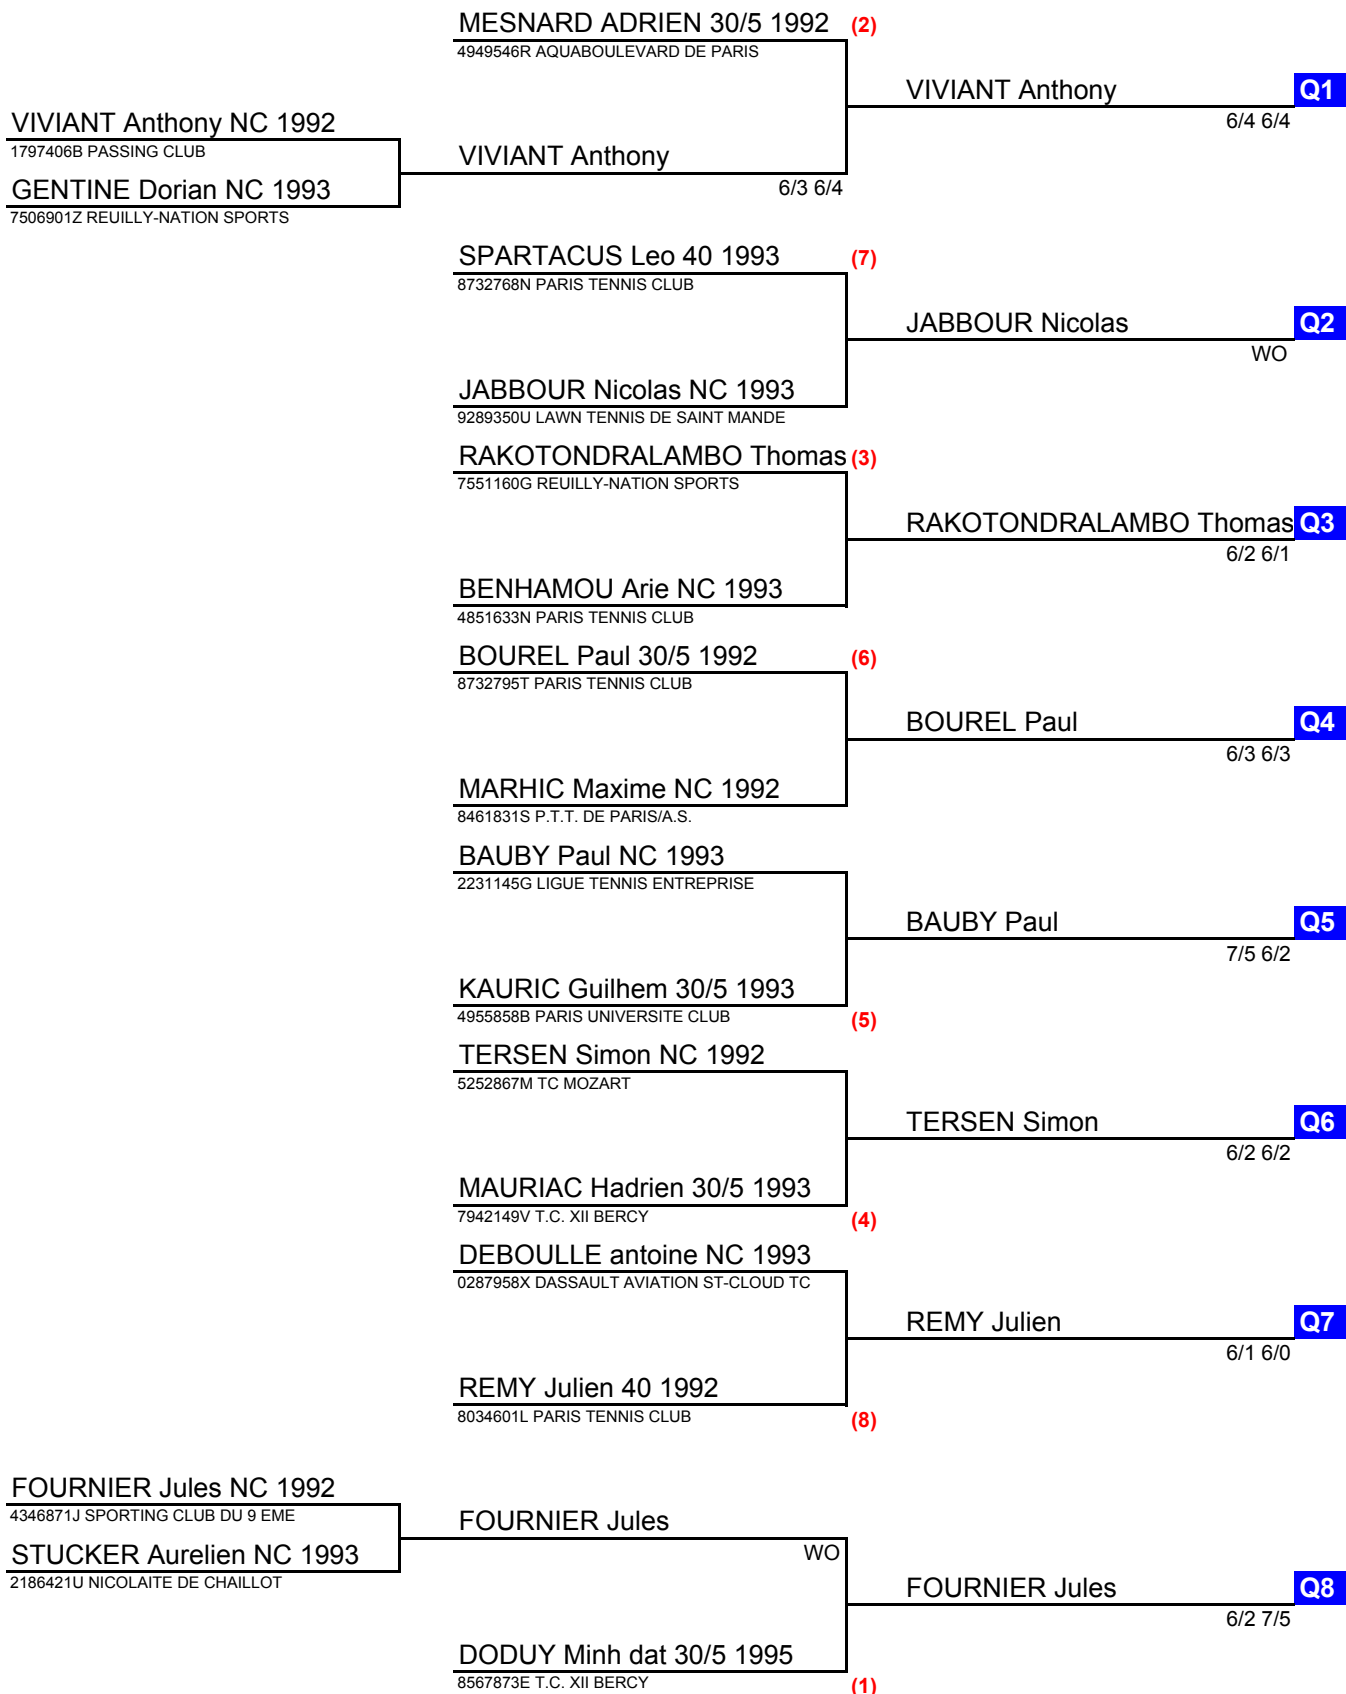 MESNARD ADRIEN 30/5 1992 (2)
4949546R AQUABOULEVARD DE PARIS
VIVIANT Anthony Q1
6/4 6/4
VIVIANT Anthony NC 1992
1797406B PASSING CLUB
VIVIANT Anthony
6/3 6/4
GENTINE Dorian NC 1993
7506901Z REUILLY-NATION SPORTS
SPARTACUS Leo 40 1993 (7)
8732768N PARIS TENNIS CLUB
JABBOUR Nicolas Q2
WO
JABBOUR Nicolas NC 1993
9289350U LAWN TENNIS DE SAINT MANDE
RAKOTONDRALAMBO Thomas (3)
7551160G REUILLY-NATION SPORTS
RAKOTONDRALAMBO Thomas Q3
6/2 6/1
BENHAMOU Arie NC 1993
4851633N PARIS TENNIS CLUB
BOUREL Paul 30/5 1992 (6)
8732795T PARIS TENNIS CLUB
BOUREL Paul Q4
6/3 6/3
MARHIC Maxime NC 1992
8461831S P.T.T. DE PARIS/A.S.
BAUBY Paul NC 1993
2231145G LIGUE TENNIS ENTREPRISE
BAUBY Paul Q5
7/5 6/2
KAURIC Guilhem 30/5 1993
4955858B PARIS UNIVERSITE CLUB (5)
TERSEN Simon NC 1992
5252867M TC MOZART
TERSEN Simon Q6
6/2 6/2
MAURIAC Hadrien 30/5 1993
7942149V T.C. XII BERCY (4)
DEBOULLE antoine NC 1993
0287958X DASSAULT AVIATION ST-CLOUD TC
REMY Julien Q7
6/1 6/0
REMY Julien 40 1992
8034601L PARIS TENNIS CLUB (8)
FOURNIER Jules NC 1992
4346871J SPORTING CLUB DU 9 EME
FOURNIER Jules
WO
STUCKER Aurelien NC 1993
2186421U NICOLAITE DE CHAILLOT
FOURNIER Jules Q8
6/2 7/5
DODUY Minh dat 30/5 1995
8567873E T.C. XII BERCY (1)